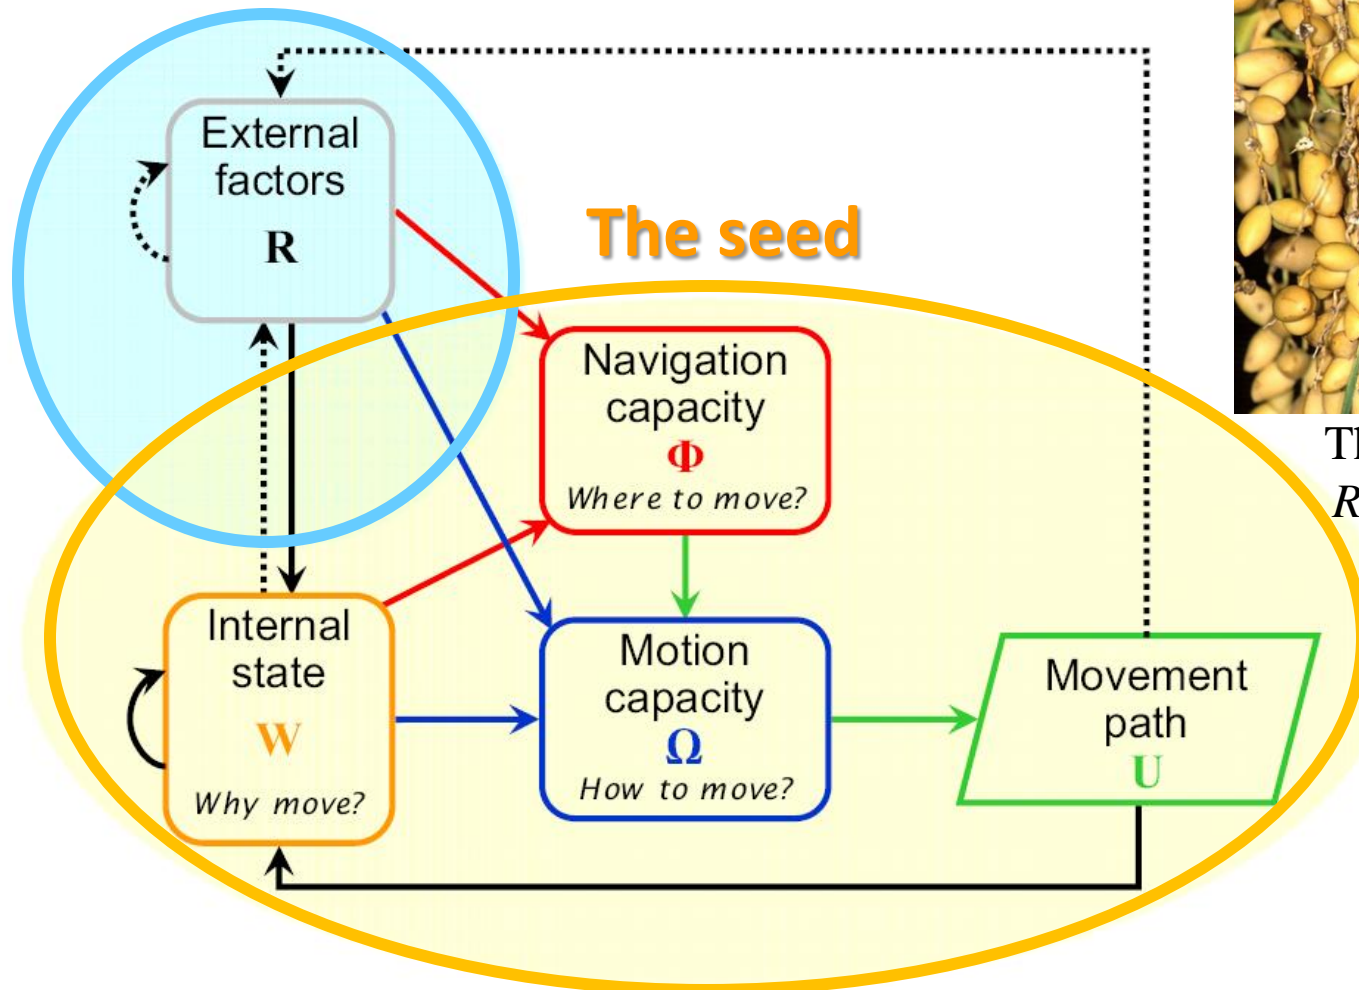 External
factors
R
The seed
Navigation
capacity
Φ
Where to move?
Internal
state
W
Why move?
Motion
capacity
Ω
How to move?
Movement
path
U